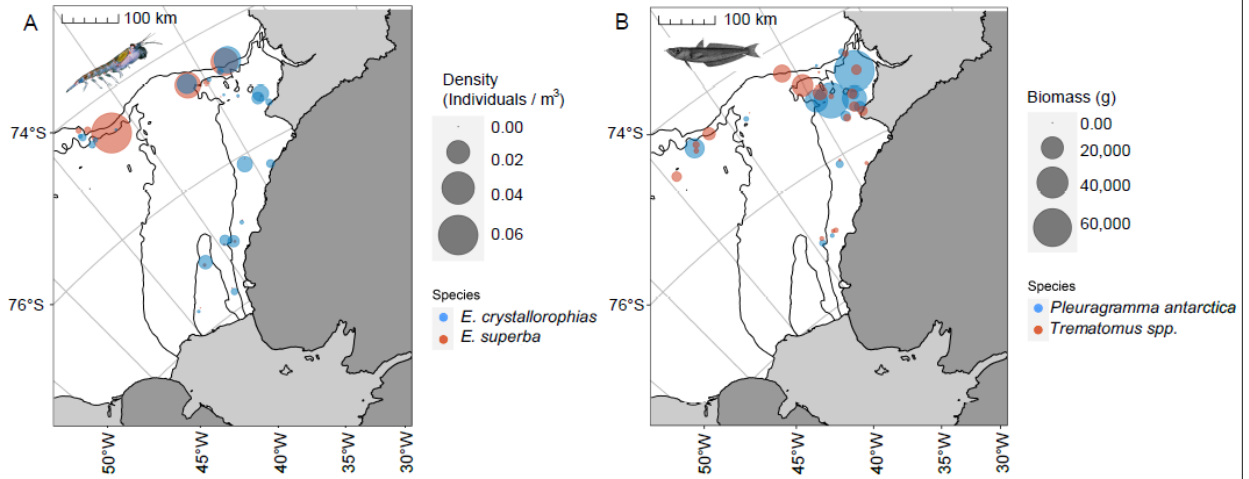 A
100 km
74°S
76°S
50°W
45°W
40°W
35°W
30°W
Density
(Individuals / m³)
0.00
0.02
0.04
0.06
Species
E. crystallorophias
E. superba
B
100 km
74°S
76°S
50°W
45°W
40°W
35°W
30°W
Biomass (g)
0.00
20,000
40,000
60,000
Species
Pleuragramma antarctica
Trematomus spp.